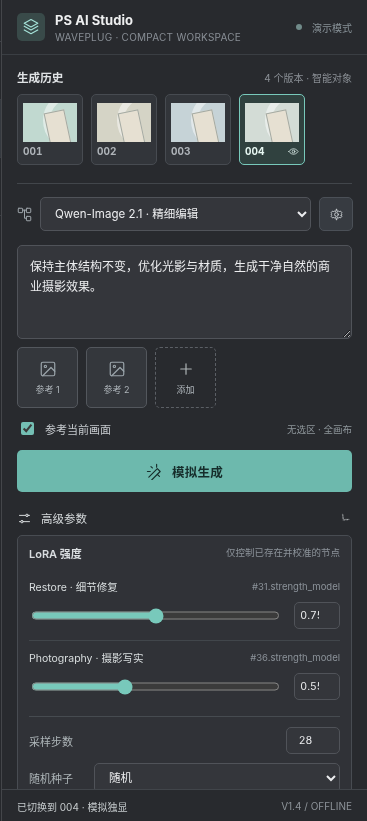 PS AI Studio
WAVEPLUG · COMPACT WORKSPACE
演示模式
生成历史
4 个版本 · 智能对象
001
002
003
004
Qwen-Image 2.1 · 精细编辑
保持主体结构不变，优化光影与材质，生成干净自然的商
业摄影效果。
参考 1
参考 2
添加
参考当前画面
无选区 · 全画布
模拟生成
高级参数
LoRA 强度
仅控制已存在并校准的节点
Restore · 细节修复
#31.strength_model
Photography · 摄影写实
#36.strength_model
采样步数
28
随机种子
随机
已切换到 004 · 模拟独显
V1.4 / OFFLINE